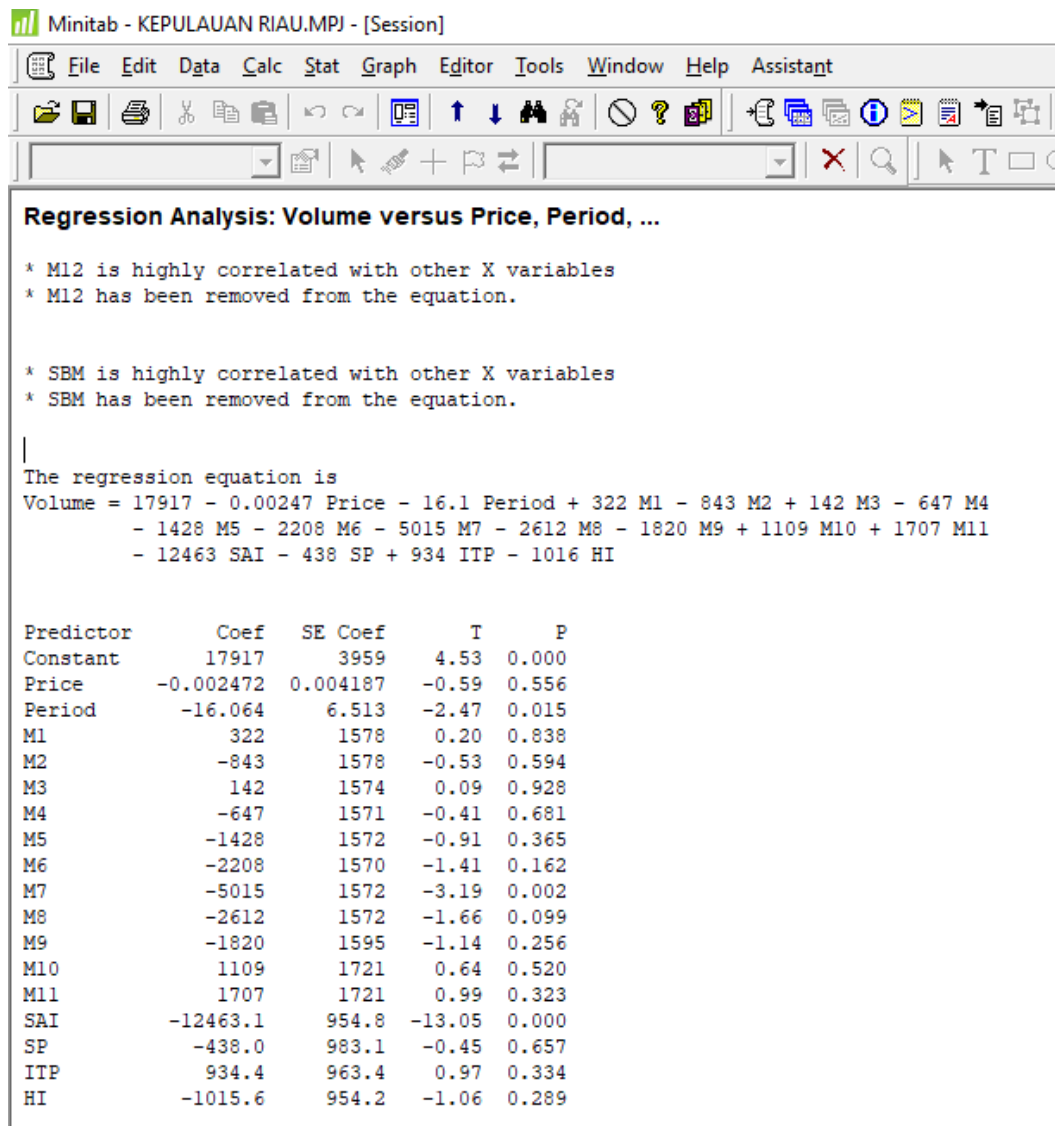 Minitab - KEPULAUAN RIAU.MPJ - [Session]
File Edit Data Calc Stat Graph Editor Tools Window Help Assistant
Regression Analysis: Volume versus Price, Period, ...
* M12 is highly correlated with other X variables
* M12 has been removed from the equation.
* SBM is highly correlated with other X variables
* SBM has been removed from the equation.
The regression equation is
Volume = 17917 - 0.00247 Price - 16.1 Period + 322 M1 - 843 M2 + 142 M3 - 647 M4
- 1428 M5 - 2208 M6 - 5015 M7 - 2612 M8 - 1820 M9 + 1109 M10 + 1707 M11
- 12463 SAI - 438 SP + 934 ITP - 1016 HI
Predictor Coef SE Coef T P
Constant 17917 3959 4.53 0.000
Price -0.002472 0.004187 -0.59 0.556
Period -16.064 6.513 -2.47 0.015
M1 322 1578 0.20 0.838
M2 -843 1578 -0.53 0.594
M3 142 1574 0.09 0.928
M4 -647 1571 -0.41 0.681
M5 -1428 1572 -0.91 0.365
M6 -2208 1570 -1.41 0.162
M7 -5015 1572 -3.19 0.002
M8 -2612 1572 -1.66 0.099
M9 -1820 1595 -1.14 0.256
M10 1109 1721 0.64 0.520
M11 1707 1721 0.99 0.323
SAI -12463.1 954.8 -13.05 0.000
SP -438.0 983.1 -0.45 0.657
ITP 934.4 963.4 0.97 0.334
HI -1015.6 954.2 -1.06 0.289